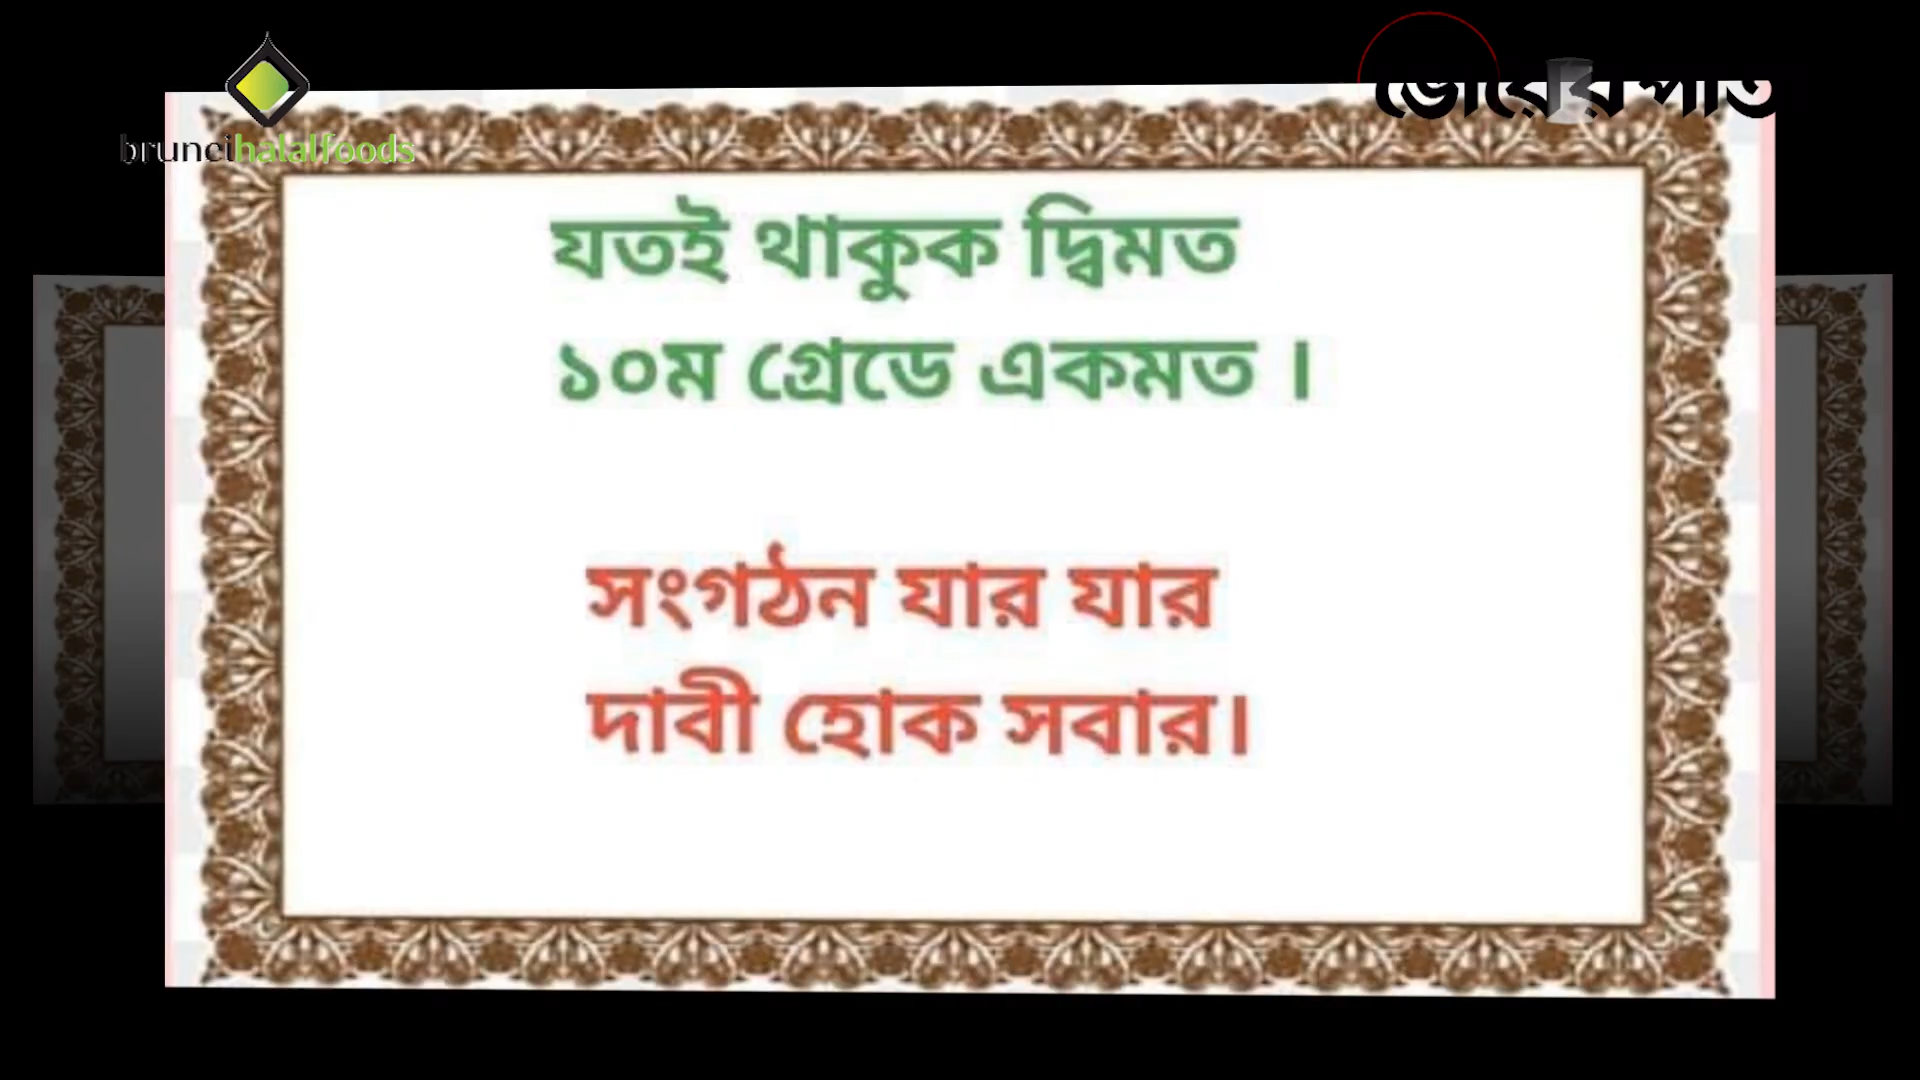 bruneihalalfoods
যতই থাকুক দ্বিমত
১০ম গ্রেডে একমত ।
সংগঠন যার যার
দাবী হোক সবার।